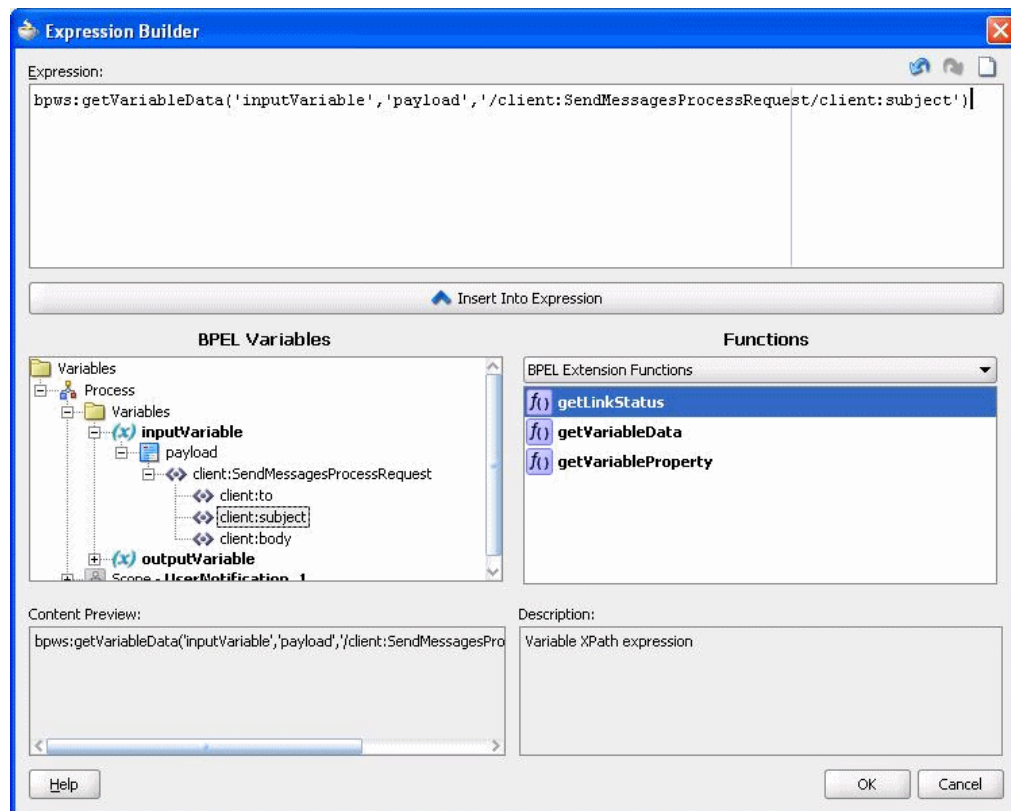 Expression Builder
Expression:
bpws:getVariableData('inputVariable','payload','/client:SendMessagesProcessRequest/client:subject')
Insert Into Expression
BPEL Variables
Functions
Variables
Process
Variables
(x) inputVariable
payload
client:SendMessagesProcessRequest
client:to
client:subject
client:body
(x) outputVariable
Scope - UserNotification_1
BPEL Extension Functions
f() getLinkStatus
f() getVariableData
f() getVariableProperty
Content Preview:
bpws:getVariableData('inputVariable','payload','/client:SendMessagesPro
Description:
Variable XPath expression
Help
OK
Cancel